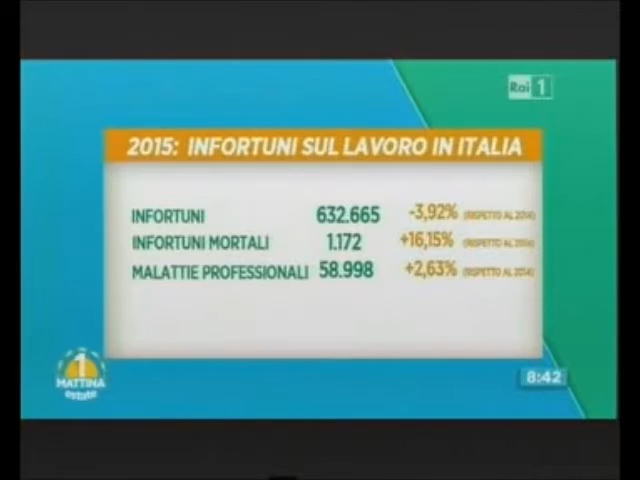 Rai 1
2015: INFORTUNI SUL LAVORO IN ITALIA
INFORTUNI 632.665 -3,92% (RISPETTO AL 2014)
INFORTUNI MORTALI 1.172 +16,15% (RISPETTO AL 2014)
MALATTIE PROFESSIONALI 58.998 +2,63% (RISPETTO AL 2014)
1
MATTINA
estate
8:42